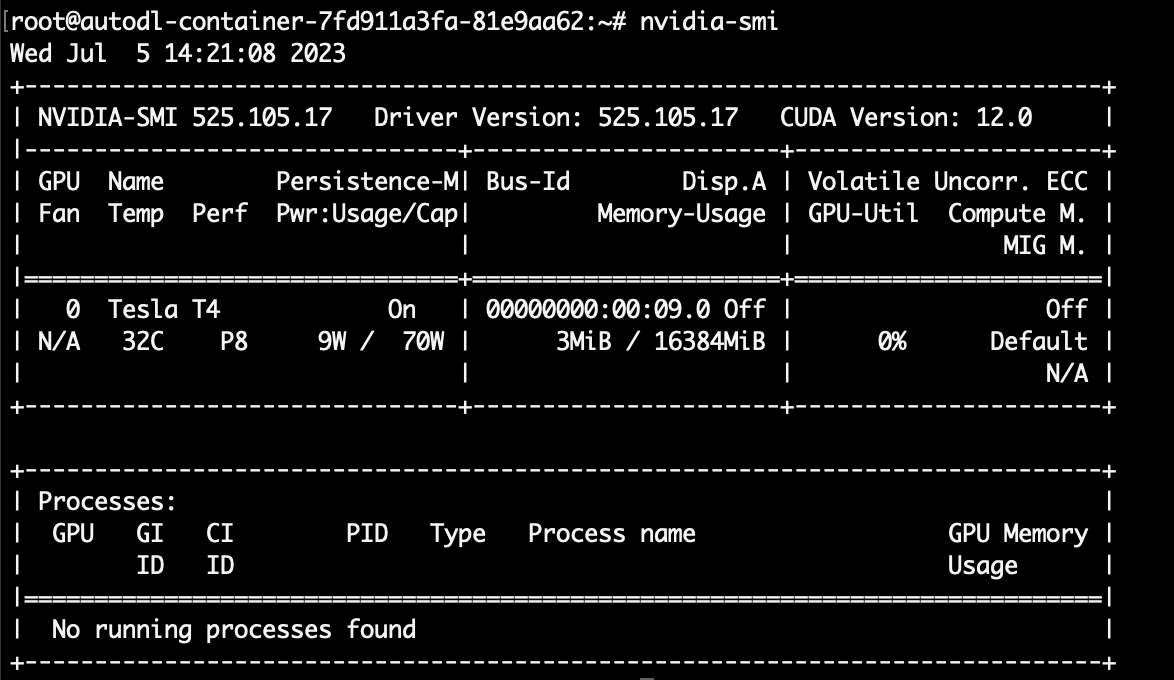 [root@autodl-container-7fd911a3fa-81e9aa62:~# nvidia-smi
Wed Jul  5 14:21:08 2023
+-----------------------------------------------------------------------------+
| NVIDIA-SMI 525.105.17   Driver Version: 525.105.17   CUDA Version: 12.0     |
|-------------------------------+----------------------+----------------------+
| GPU  Name        Persistence-M| Bus-Id        Disp.A | Volatile Uncorr. ECC |
| Fan  Temp  Perf  Pwr:Usage/Cap|         Memory-Usage | GPU-Util  Compute M. |
|                               |                      |               MIG M. |
|===============================+======================+======================|
|   0  Tesla T4            On   | 00000000:00:09.0 Off |                  Off |
| N/A   32C    P8     9W /  70W |      3MiB / 16384MiB |      0%      Default |
|                               |                      |                  N/A |
+-------------------------------+----------------------+----------------------+

+-----------------------------------------------------------------------------+
| Processes:                                                                  |
|  GPU   GI   CI        PID   Type   Process name                  GPU Memory |
|        ID   ID                                                   Usage      |
|=============================================================================|
|  No running processes found                                                 |
+-----------------------------------------------------------------------------+